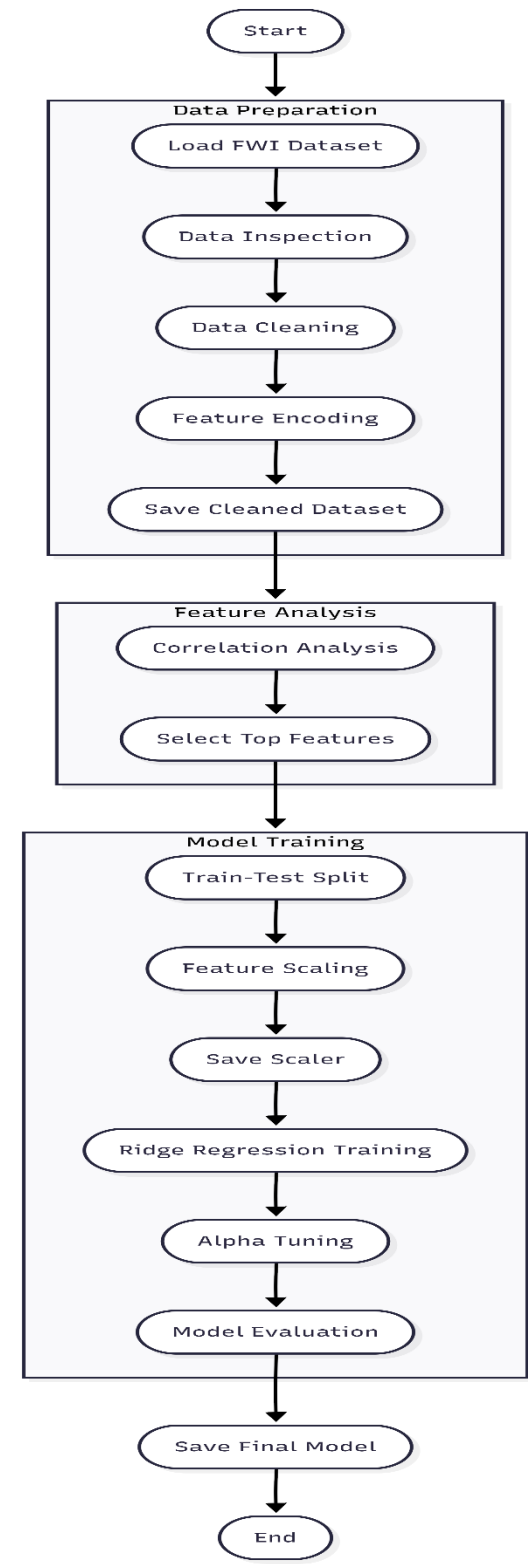 Start
Data Preparation
Load FWI Dataset
Data Inspection
Data Cleaning
Feature Encoding
Save Cleaned Dataset
Feature Analysis
Correlation Analysis
Select Top Features
Model Training
Train-Test Split
Feature Scaling
Save Scaler
Ridge Regression Training
Alpha Tuning
Model Evaluation
Save Final Model
End